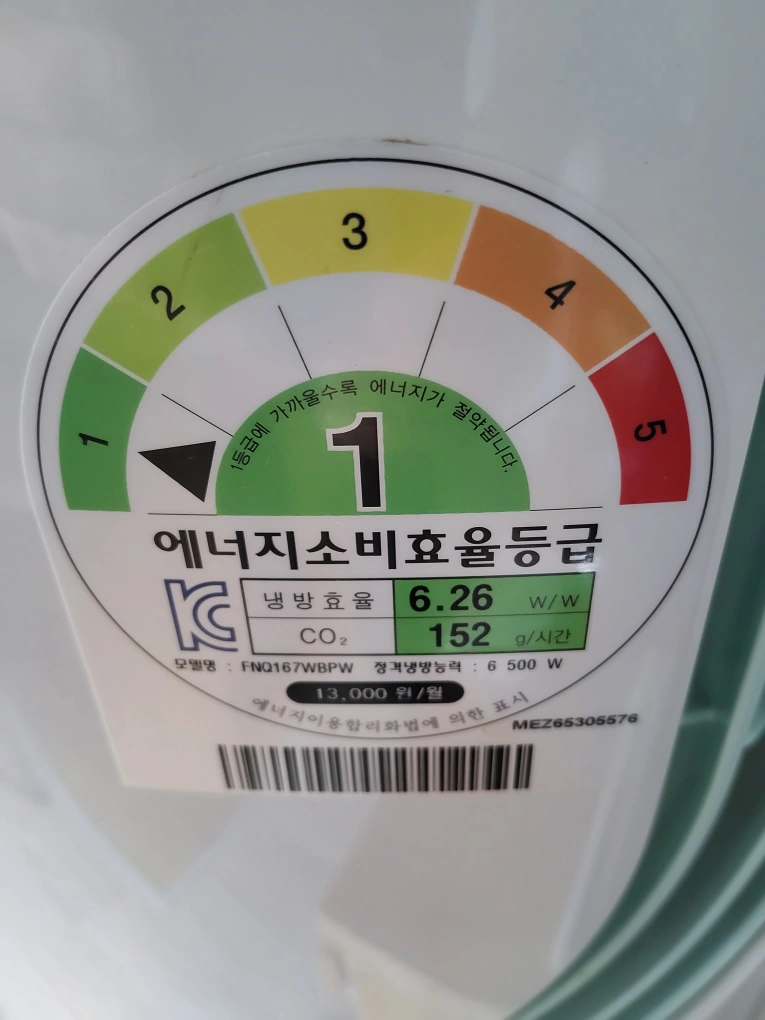 1
2
3
4
5
1등급에 가까울수록 에너지가 절약됩니다.
1
에너지소비효율등급
냉방효율 6.26 W/W
CO₂ 152 g/시간
모델명 : FNQ167WBPW 정격냉방능력 : 6 500 W
13,000 원/월
에너지이용합리화법에 의한 표시
MEZ65305576